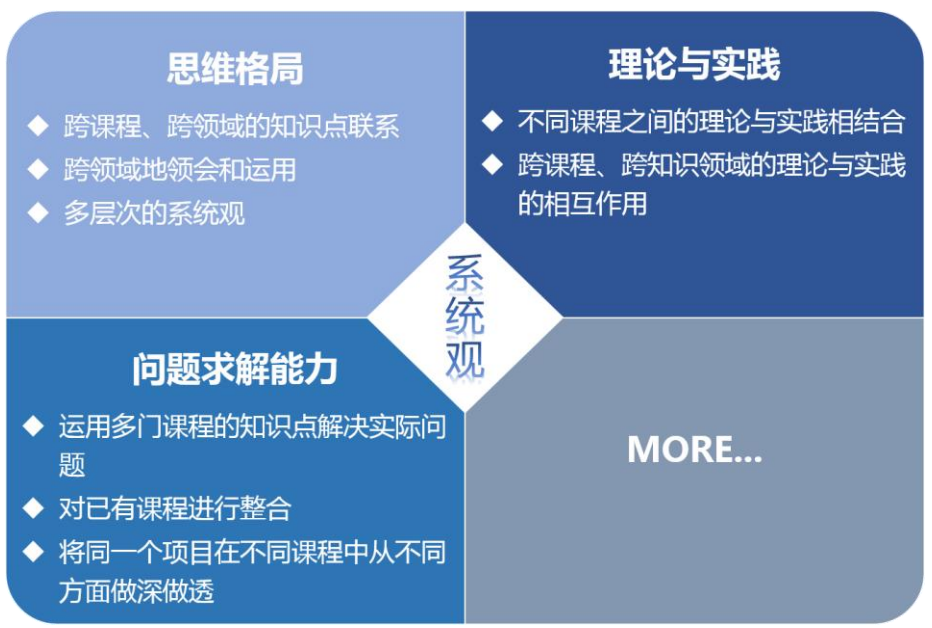 思维格局
◆ 跨课程、跨领域的知识点联系
◆ 跨领域地领会和运用
◆ 多层次的系统观
理论与实践
◆ 不同课程之间的理论与实践相结合
◆ 跨课程、跨知识领域的理论与实践
的相互作用
系统观
问题求解能力
◆ 运用多门课程的知识点解决实际问
题
◆ 对已有课程进行整合
◆ 将同一个项目在不同课程中从不同
方面做深做透
MORE...